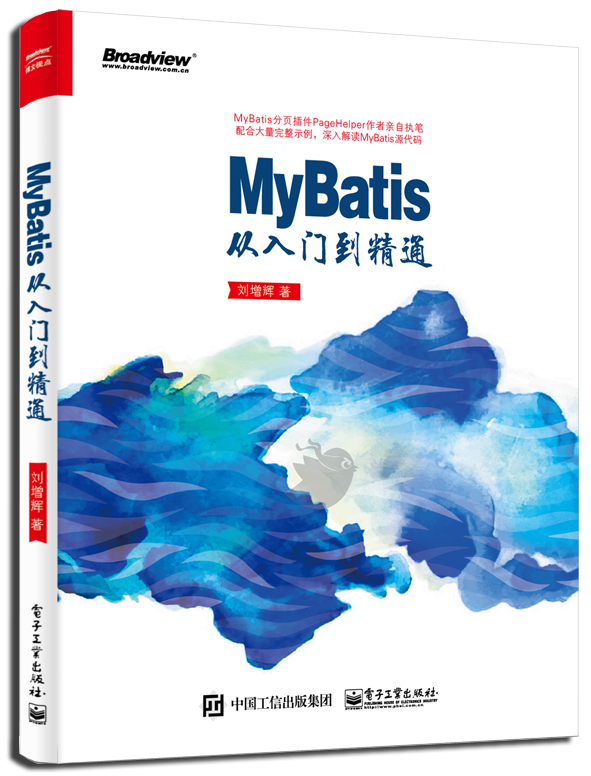 Broadview®
www.broadview.com.cn
MyBatis分页插件PageHelper作者亲自执笔
配合大量完整示例，深入解读MyBatis源代码
MyBatis
从入门到精通
刘增辉 著
中国工信出版集团
電子工業出版社
PUBLISHING HOUSE OF ELECTRONICS INDUSTRY
http://www.phei.com.cn
Broadview
博文视点
MyBatis 从入门到精通
刘增辉 著
電子工業出版社